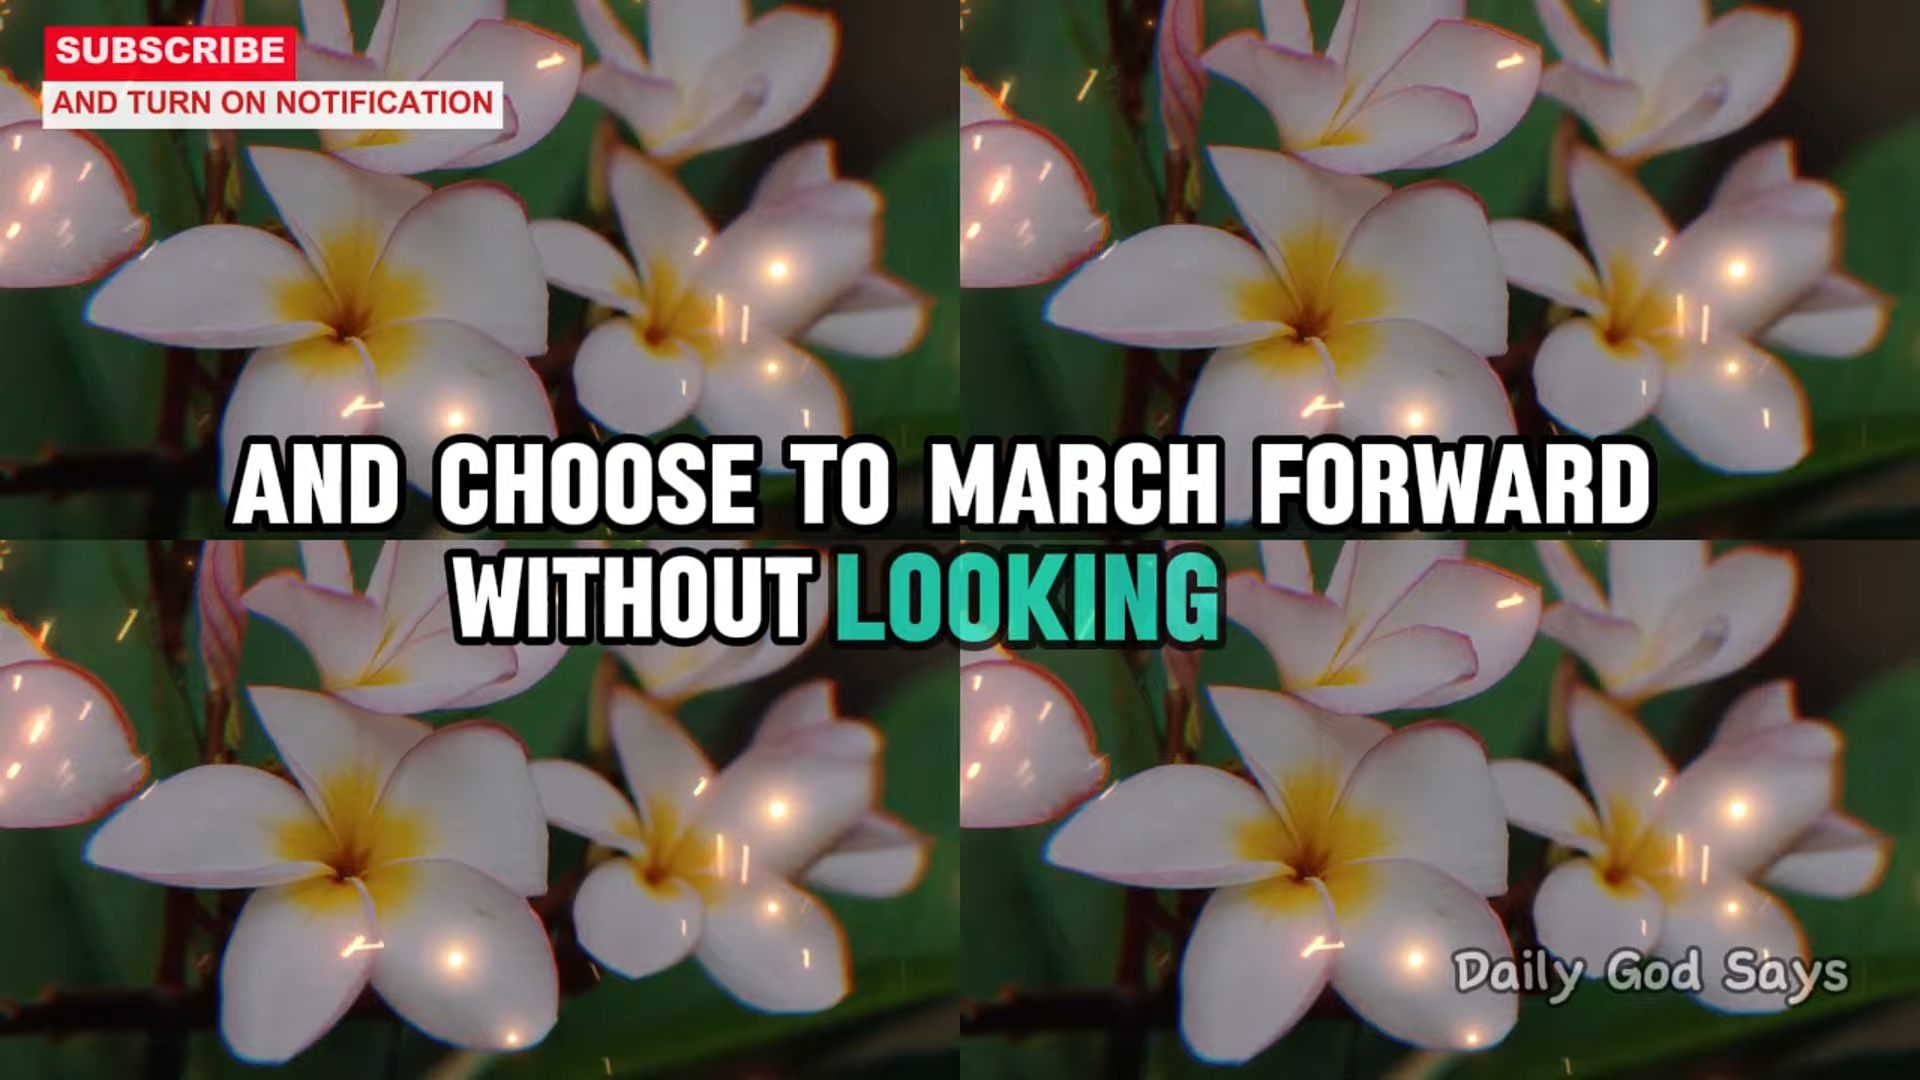 SUBSCRIBE
AND TURN ON NOTIFICATION
AND CHOOSE TO MARCH FORWARD
WITHOUT LOOKING
Daily God Says